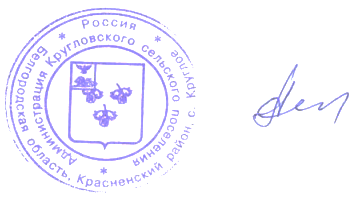 Россия
Белгородская область, Красненский район, с. Круглое
Администрация Кругловского сельского поселения